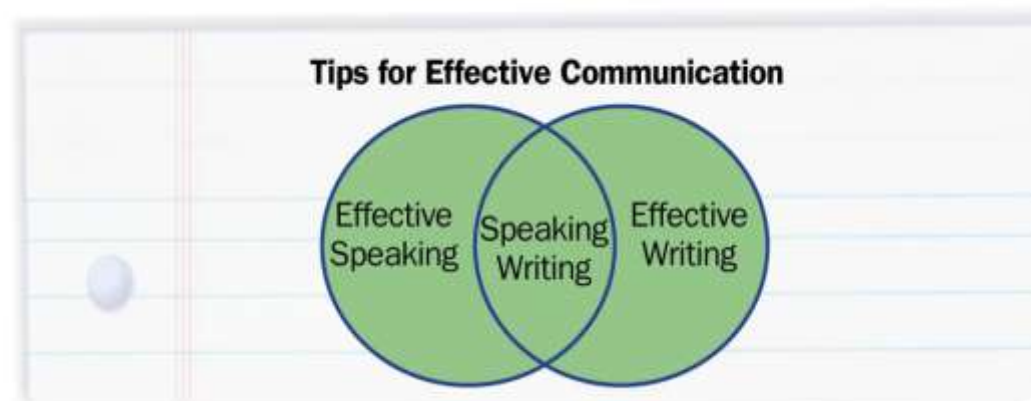 Tips for Effective Communication
Effective
Speaking
Speaking
Writing
Effective
Writing